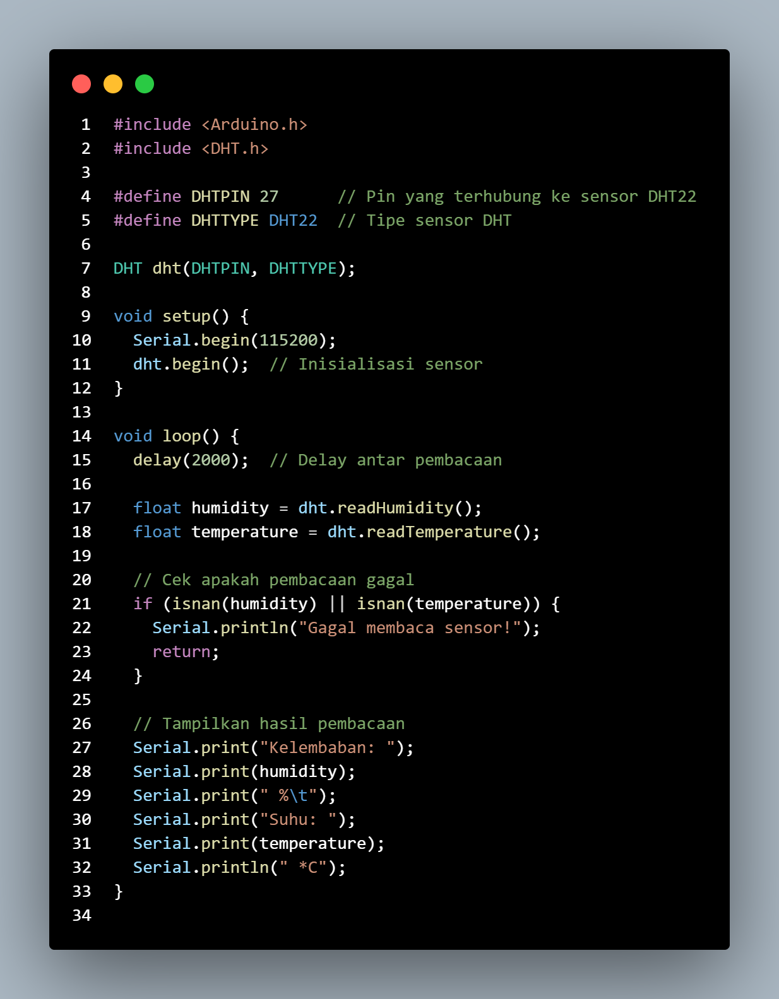 1 #include <Arduino.h>
2 #include <DHT.h>
3
4 #define DHTPIN 27      // Pin yang terhubung ke sensor DHT22
5 #define DHTTYPE DHT22  // Tipe sensor DHT
6
7 DHT dht(DHTPIN, DHTTYPE);
8
9 void setup() {
10   Serial.begin(115200);
11   dht.begin();  // Inisialisasi sensor
12 }
13
14 void loop() {
15   delay(2000);  // Delay antar pembacaan
16
17   float humidity = dht.readHumidity();
18   float temperature = dht.readTemperature();
19
20   // Cek apakah pembacaan gagal
21   if (isnan(humidity) || isnan(temperature)) {
22     Serial.println("Gagal membaca sensor!");
23     return;
24   }
25
26   // Tampilkan hasil pembacaan
27   Serial.print("Kelembaban: ");
28   Serial.print(humidity);
29   Serial.print(" %\t");
30   Serial.print("Suhu: ");
31   Serial.print(temperature);
32   Serial.println(" *C");
33 }
34